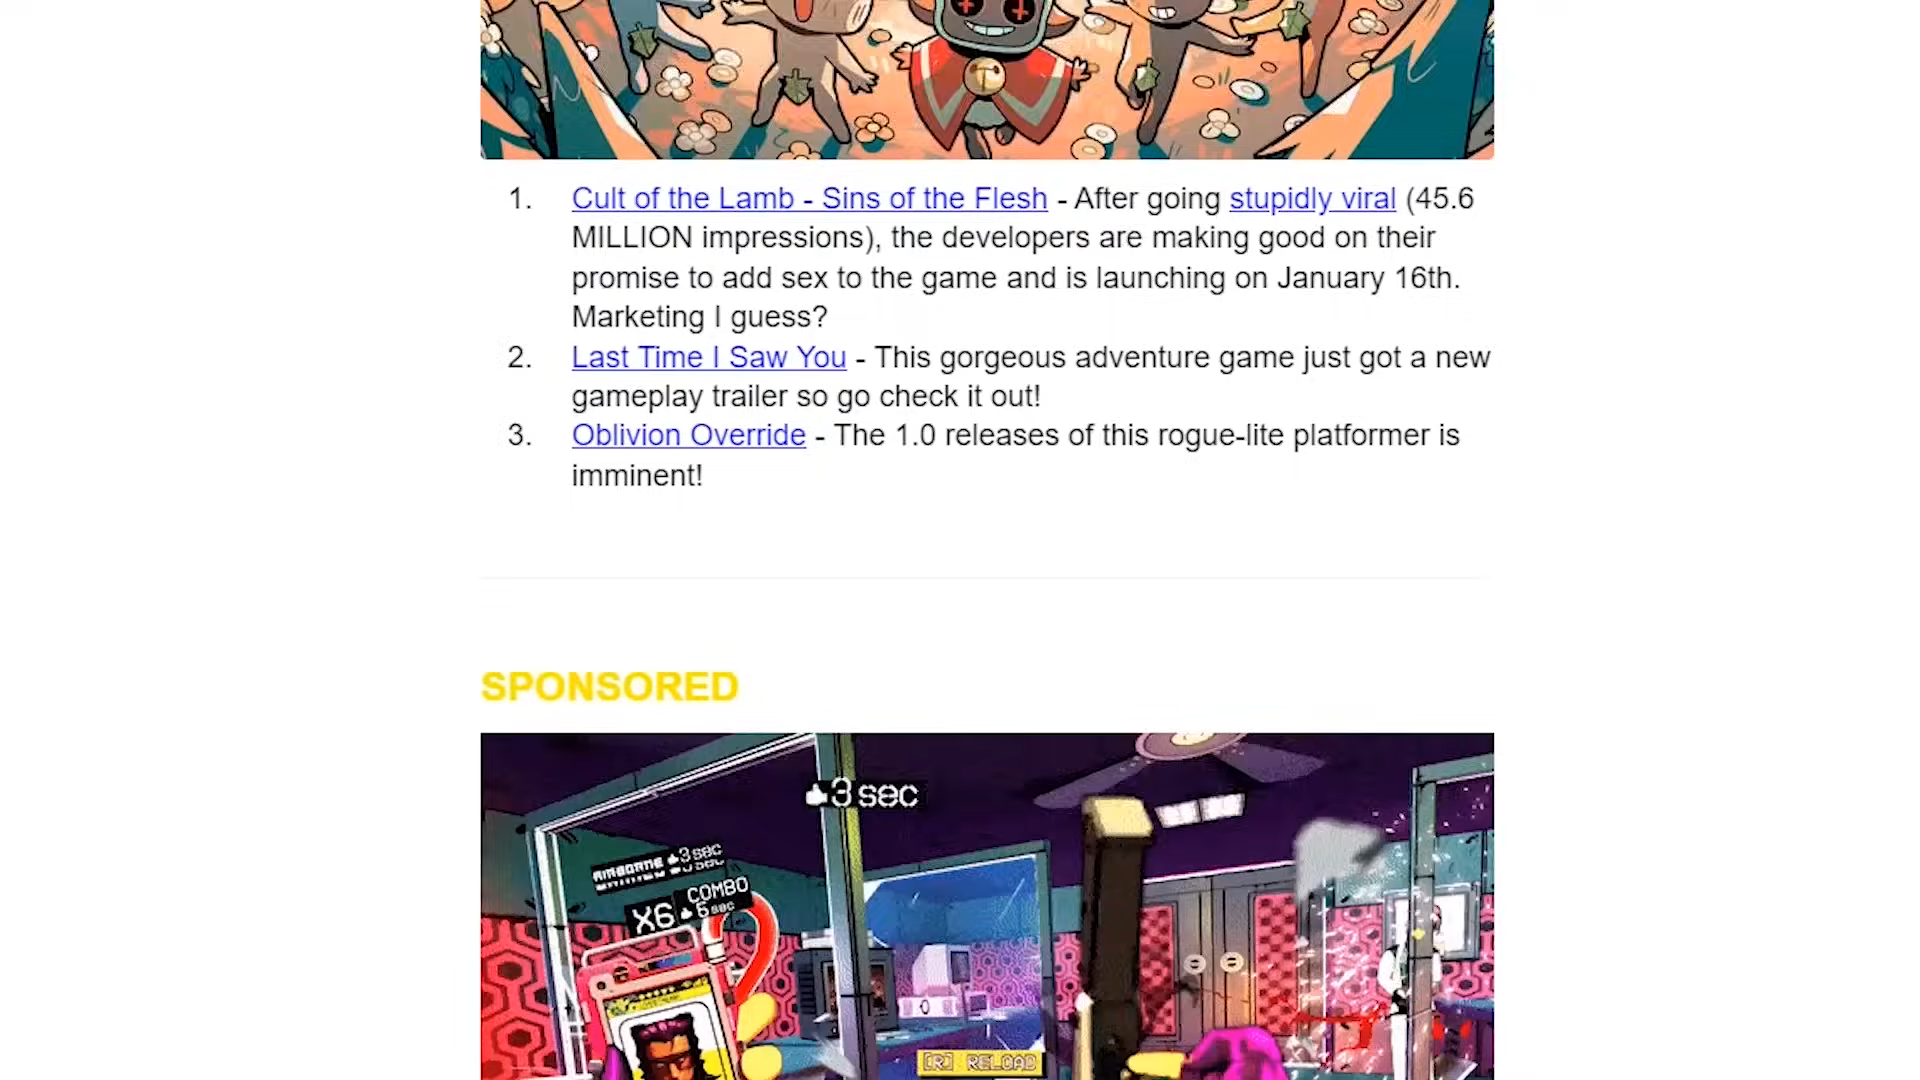 1. Cult of the Lamb - Sins of the Flesh - After going stupidly viral (45.6
MILLION impressions), the developers are making good on their
promise to add sex to the game and is launching on January 16th.
Marketing I guess?
2. Last Time I Saw You - This gorgeous adventure game just got a new
gameplay trailer so go check it out!
3. Oblivion Override - The 1.0 releases of this rogue-lite platformer is
imminent!
SPONSORED
3 sec
AIRBORNE 3 sec
COMBO
X6 6 sec
[R] RELOAD